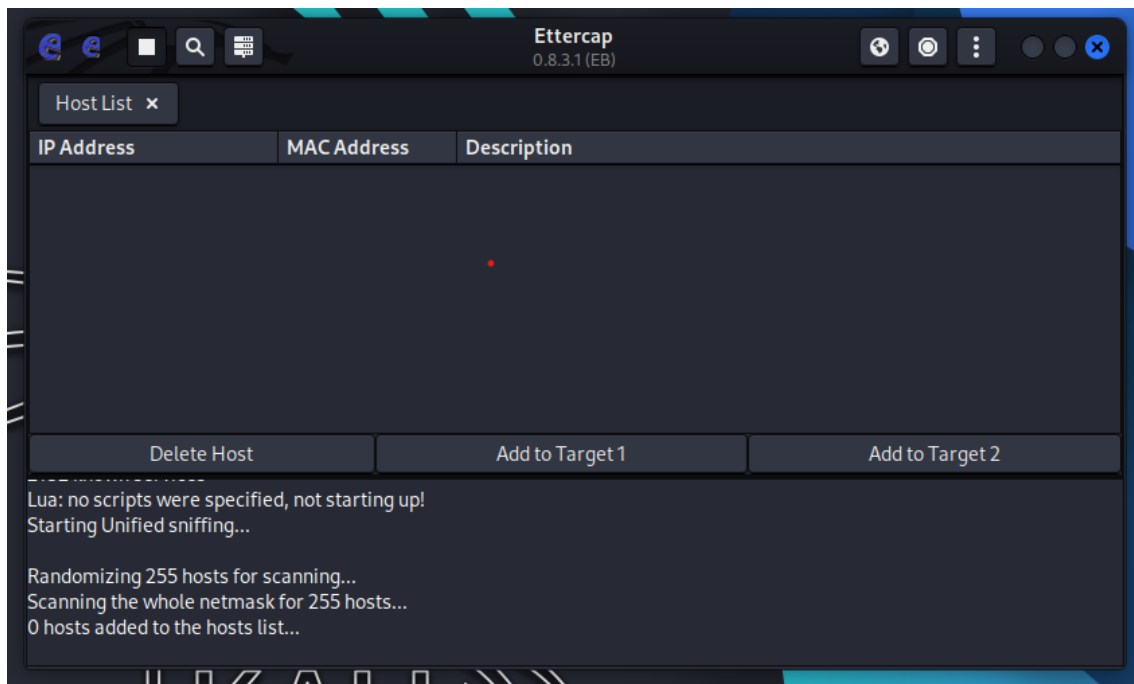 Ettercap
0.8.3.1 (EB)
Host List ×
IP Address MAC Address Description
Delete Host Add to Target 1 Add to Target 2
Lua: no scripts were specified, not starting up!
Starting Unified sniffing...
Randomizing 255 hosts for scanning...
Scanning the whole netmask for 255 hosts...
0 hosts added to the hosts list...